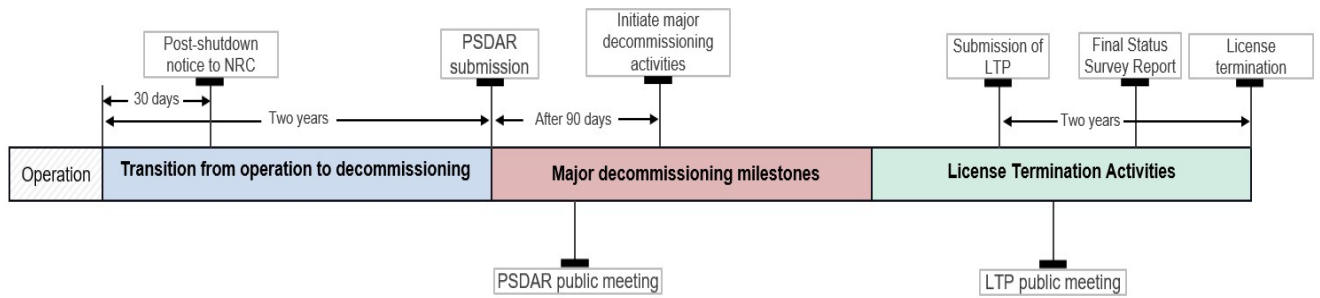 Post-shutdown
notice to NRC
PSDAR
submission
Initiate major
decommissioning
activities
Submission of
LTP
Final Status
Survey Report
License
termination
30 days
Two years
After 90 days
Two years
Operation
Transition from operation to decommissioning
Major decommissioning milestones
License Termination Activities
PSDAR public meeting
LTP public meeting